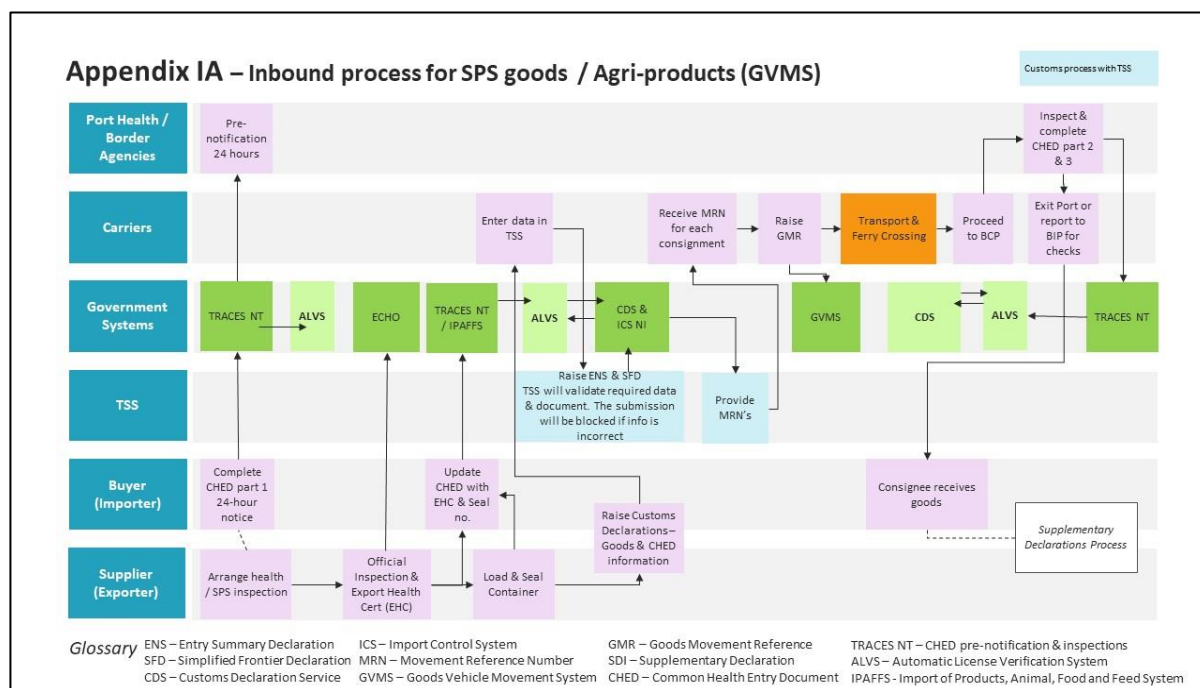 Appendix IA – Inbound process for SPS goods / Agri-products (GVMS)
Customs process with TSS
Port Health /
Border
Agencies
Pre-
notification
24 hours
Inspect &
complete
CHED part 2
& 3
Carriers
Enter data in
TSS
Receive MRN
for each
consignment
Raise
GMR
Transport &
Ferry Crossing
Proceed
to BCP
Exit Port or
report to
BIP for
checks
Government
Systems
TRACES NT
ALVS
ECHO
TRACES NT
/ IPAFFS
ALVS
CDS &
ICS NI
GVMS
CDS
ALVS
TRACES NT
TSS
Raise ENS & SFD
TSS will validate required data
& document. The submission
will be blocked if info is
incorrect
Provide
MRN's
Buyer
(Importer)
Complete
CHED part 1
24-hour
notice
Update
CHED with
EHC & Seal
no.
Raise Customs
Declarations–
Goods & CHED
information
Consignee receives
goods
Supplementary
Declarations Process
Supplier
(Exporter)
Arrange health
/ SPS inspection
Official
Inspection &
Export Health
Cert (EHC)
Load & Seal
Container
Glossary
ENS – Entry Summary Declaration
SFD – Simplified Frontier Declaration
CDS – Customs Declaration Service
ICS – Import Control System
MRN – Movement Reference Number
GVMS – Goods Vehicle Movement System
GMR – Goods Movement Reference
SDI – Supplementary Declaration
CHED – Common Health Entry Document
TRACES NT – CHED pre-notification & inspections
ALVS – Automatic License Verification System
IPAFFS - Import of Products, Animal, Food and Feed System